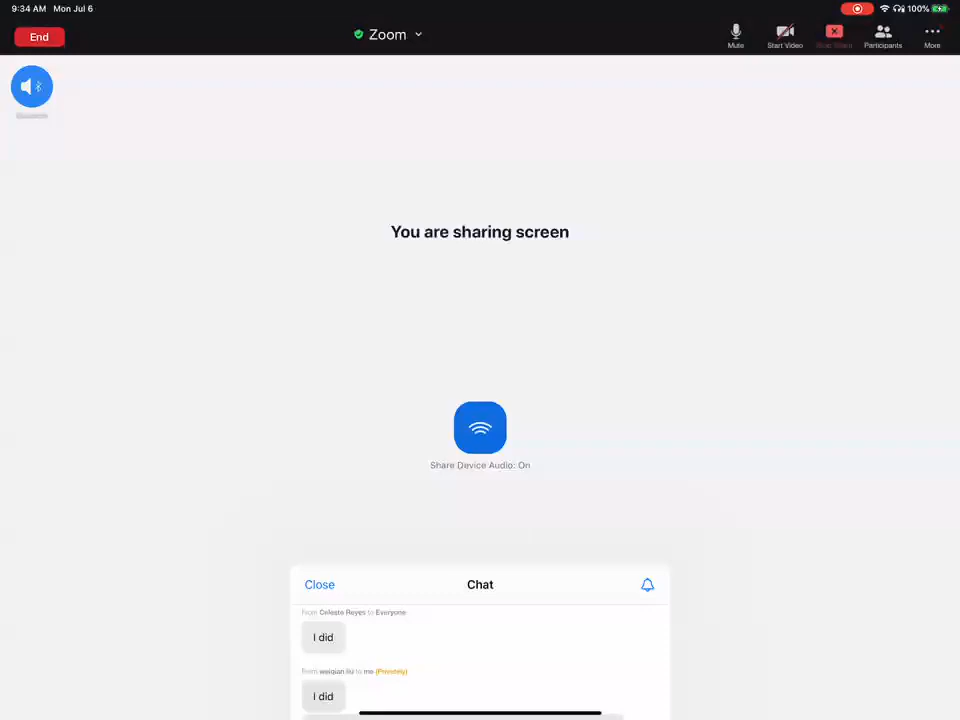 9:34 AM Mon Jul 6
100%
End
Zoom
Mute
Start Video
Participants
More
You are sharing screen
Share Device Audio: On
Close
Chat
From Celeste Reyes to Everyone
I did
From weiqian liu to me (Privately)
I did